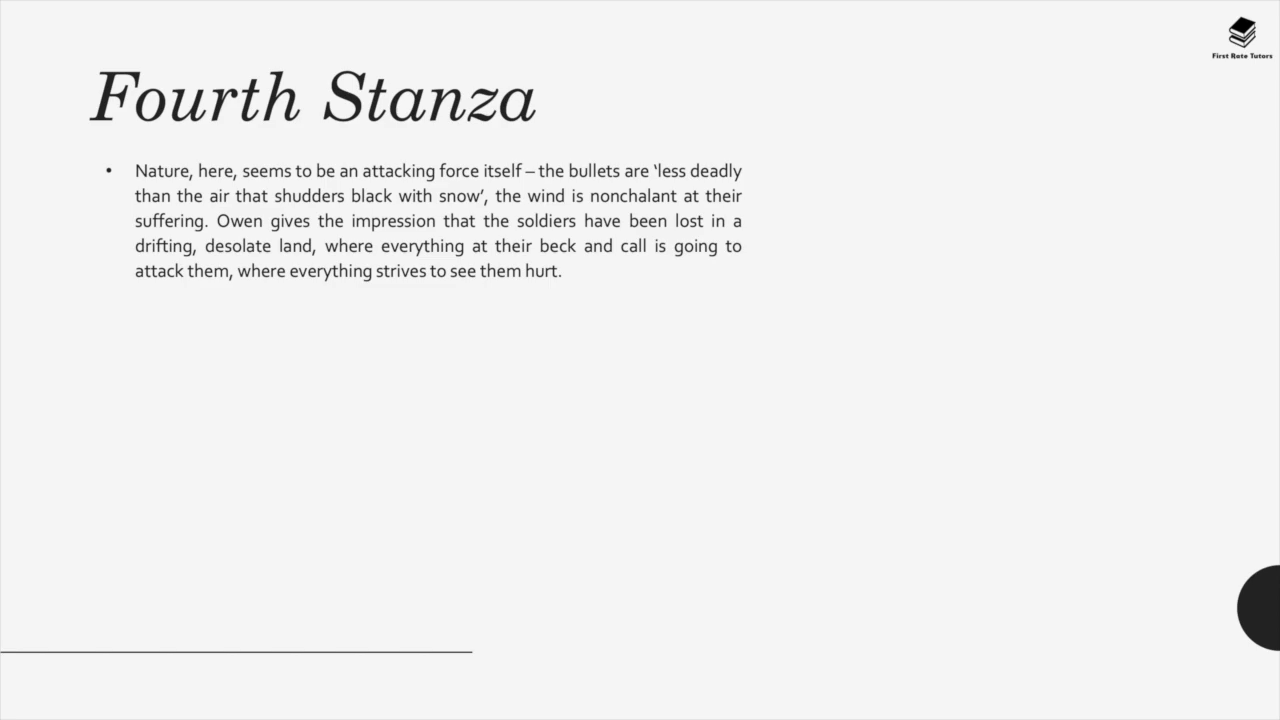 First Rate Tutors
Fourth Stanza
• Nature, here, seems to be an attacking force itself – the bullets are ‘less deadly
than the air that shudders black with snow’, the wind is nonchalant at their
suffering. Owen gives the impression that the soldiers have been lost in a
drifting, desolate land, where everything at their beck and call is going to
attack them, where everything strives to see them hurt.